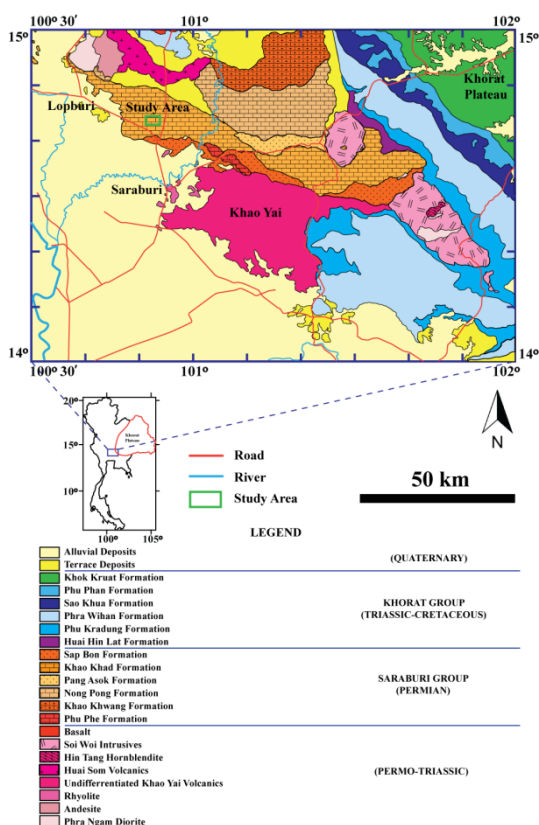 100° 30' 101° 102°
15° 15°
Khorat
Plateau
Lopburi Study Area
Saraburi
Khao Yai
14° 14°
100° 30' 101° 102°
20°
Khorat
Plateau
15°
10°
100° 105°
Road
River
Study Area
N
50 km
LEGEND
Alluvial Deposits
Terrace Deposits
(QUATERNARY)
Khok Kruat Formation
Phu Phan Formation
Sao Khua Formation
Phra Wihan Formation
Phu Kradung Formation
Huai Hin Lat Formation
KHORAT GROUP
(TRIASSIC-CRETACEOUS)
Sap Bon Formation
Khao Khad Formation
Pang Asok Formation
Nong Pong Formation
Khao Khwang Formation
Phu Phe Formation
SARABURI GROUP
(PERMIAN)
Basalt
Soi Woi Intrusives
Hin Tang Hornblendite
Huai Som Volcanics
Undifferentiated Khao Yai Volcanics
Rhyolite
Andesite
Phra Ngam Diorite
(PERMO-TRIASSIC)